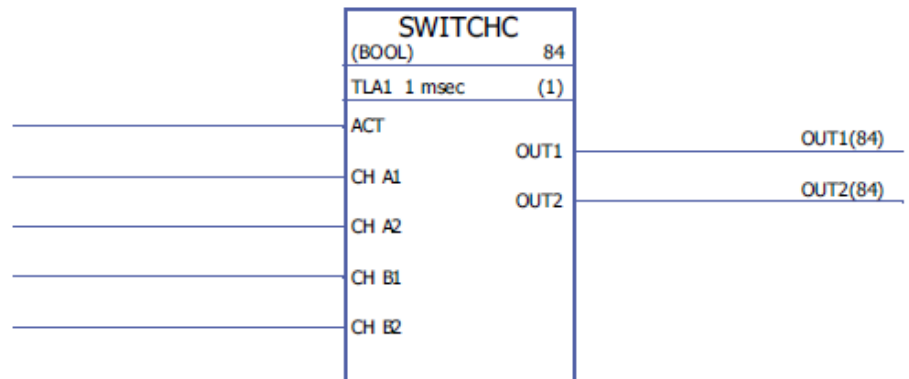 SWITCHC
(BOOL) 84
TLA1 1 msec (1)
ACT
OUT1 OUT1(84)
CH A1
OUT2 OUT2(84)
CH A2
CH B1
CH B2